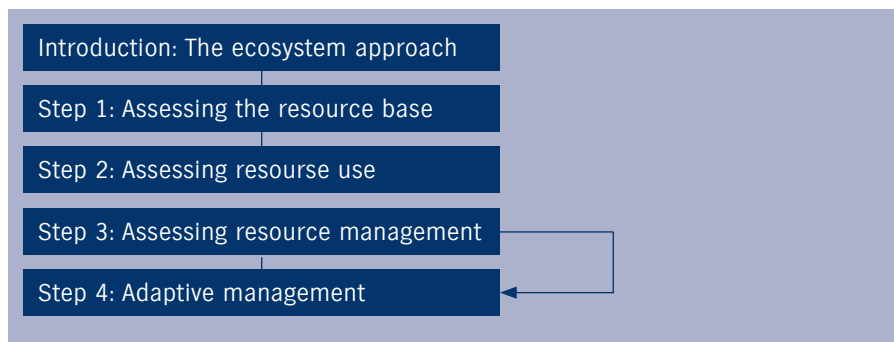 Introduction: The ecosystem approach
Step 1: Assessing the resource base
Step 2: Assessing resourse use
Step 3: Assessing resource management
Step 4: Adaptive management